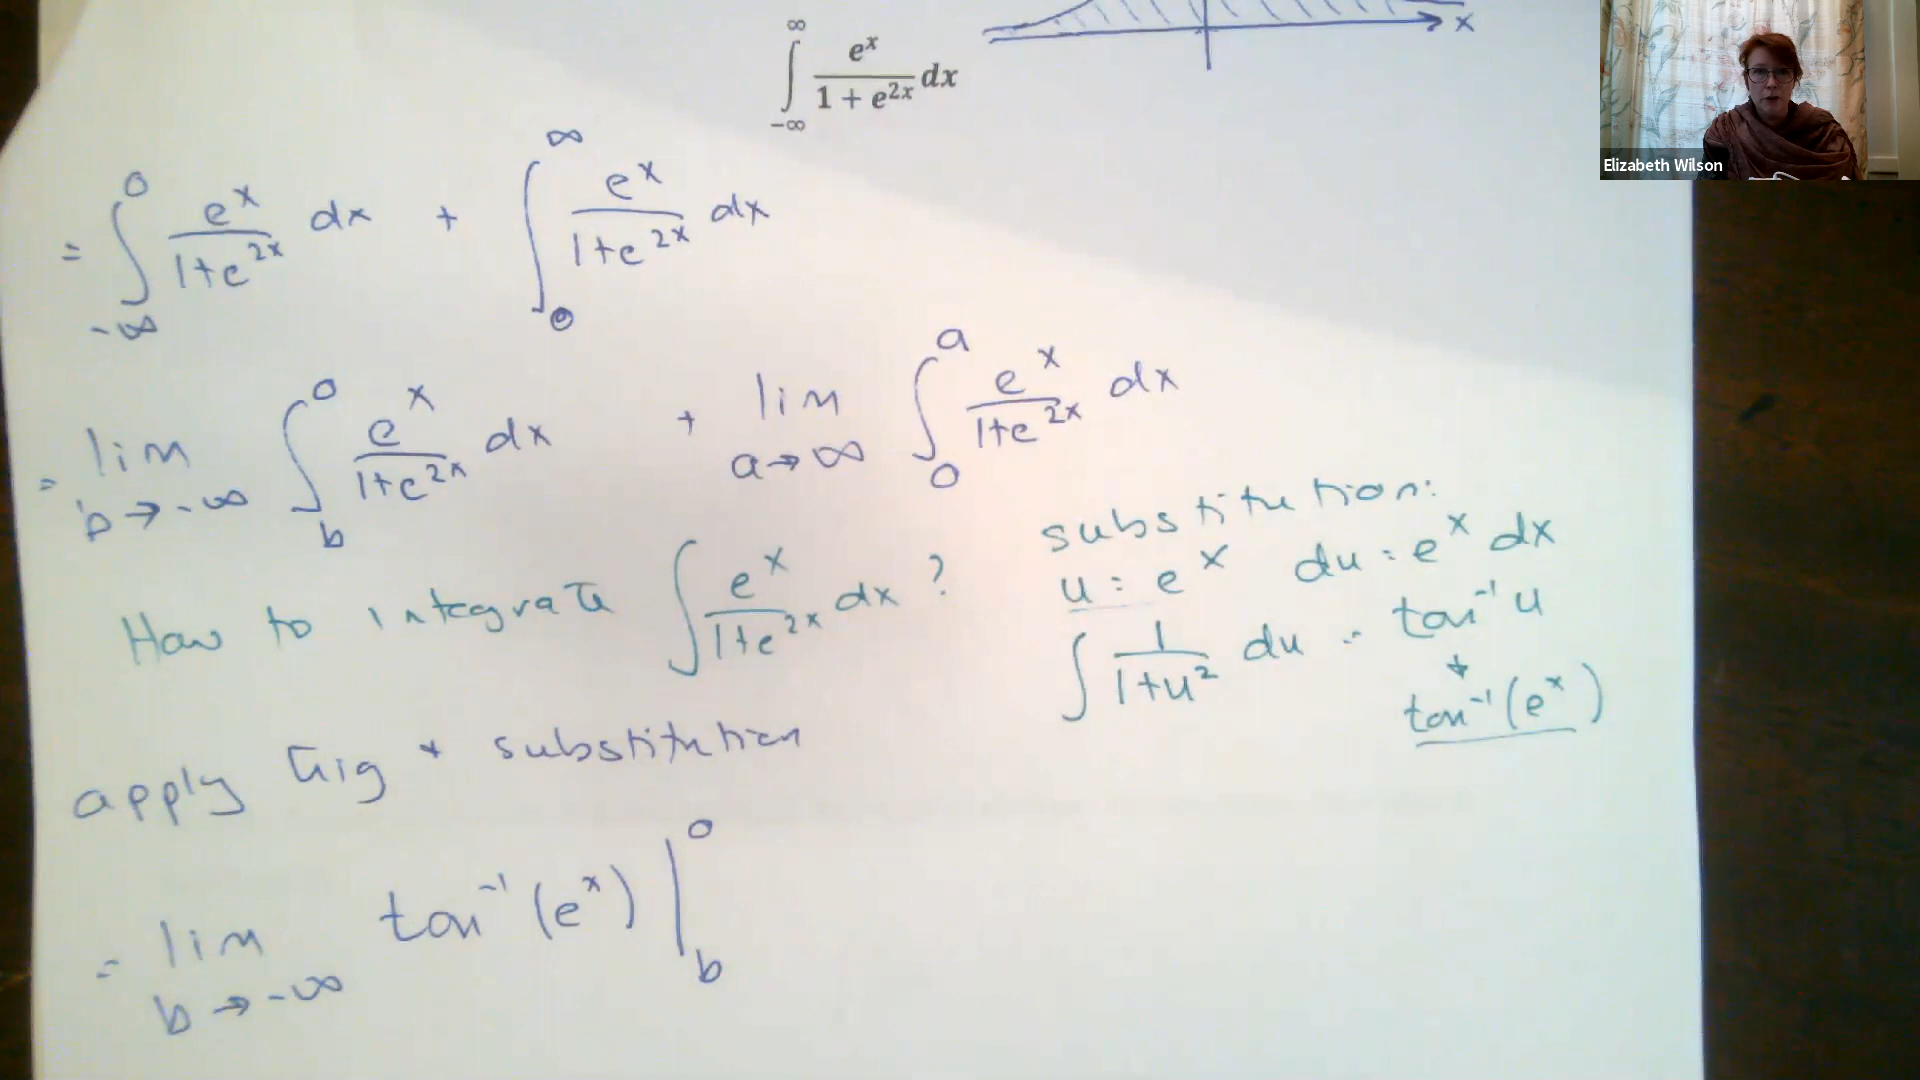 ∫_{-∞}^{∞} e^x / (1 + e^{2x}) dx
x
Elizabeth Wilson
= ∫_{-∞}^{0} e^x / (1+e^{2x}) dx + ∫_{0}^{∞} e^x / (1+e^{2x}) dx
= lim_{b→-∞} ∫_{b}^{0} e^x / (1+e^{2x}) dx + lim_{a→∞} ∫_{0}^{a} e^x / (1+e^{2x}) dx
How to integrate ∫ e^x / (1+e^{2x}) dx ?
substitution:
u = e^x du = e^x dx
∫ 1 / (1+u^2) du = tan^{-1} u
↓
tan^{-1}(e^x)
apply trig + substitution
= lim_{b→-∞} tan^{-1}(e^x) |_{b}^{0}